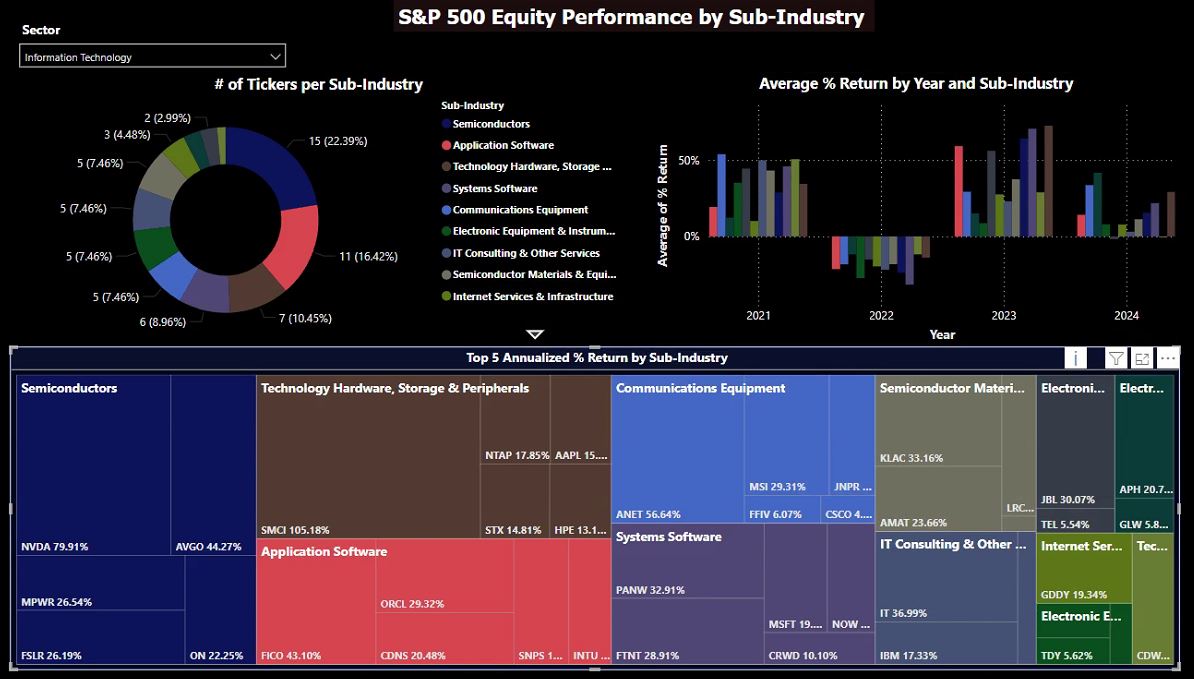 S&P 500 Equity Performance by Sub-Industry
Sector
Information Technology
# of Tickers per Sub-Industry
2 (2.99%)
3 (4.48%)
5 (7.46%)
5 (7.46%)
5 (7.46%)
5 (7.46%)
6 (8.96%)
7 (10.45%)
11 (16.42%)
15 (22.39%)
Sub-Industry
Semiconductors
Application Software
Technology Hardware, Storage ...
Systems Software
Communications Equipment
Electronic Equipment & Instrum...
IT Consulting & Other Services
Semiconductor Materials & Equi...
Internet Services & Infrastructure
Average % Return by Year and Sub-Industry
Average of % Return
50%
0%
2021
2022
2023
2024
Year
Top 5 Annualized % Return by Sub-Industry
Semiconductors
NVDA 79.91%
AVGO 44.27%
MPWR 26.54%
FSLR 26.19%
ON 22.25%
Technology Hardware, Storage & Peripherals
SMCI 105.18%
NTAP 17.85%
AAPL 15....
STX 14.81%
HPE 13.1...
Application Software
FICO 43.10%
ORCL 29.32%
CDNS 20.48%
SNPS 1...
INTU ...
Communications Equipment
ANET 56.64%
MSI 29.31%
JNPR ...
FFIV 6.07%
CSCO 4....
Systems Software
PANW 32.91%
FTNT 28.91%
MSFT 19....
NOW ...
CRWD 10.10%
Semiconductor Materi...
KLAC 33.16%
AMAT 23.66%
LRC...
IT Consulting & Other ...
IT 36.99%
IBM 17.33%
Electroni...
JBL 30.07%
TEL 5.54%
Electr...
APH 20.7...
GLW 5.8...
Internet Ser...
GDDY 19.34%
Electronic E...
TDY 5.62%
Tec...
CDW...